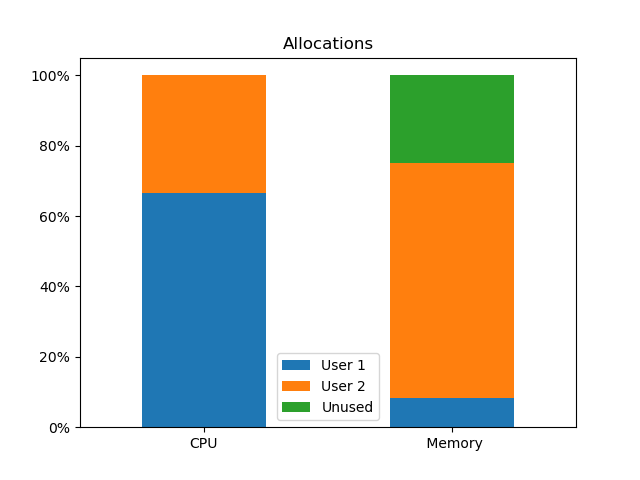 Allocations
100%
80%
60%
40%
20%
0%
User 1
User 2
Unused
CPU
Memory